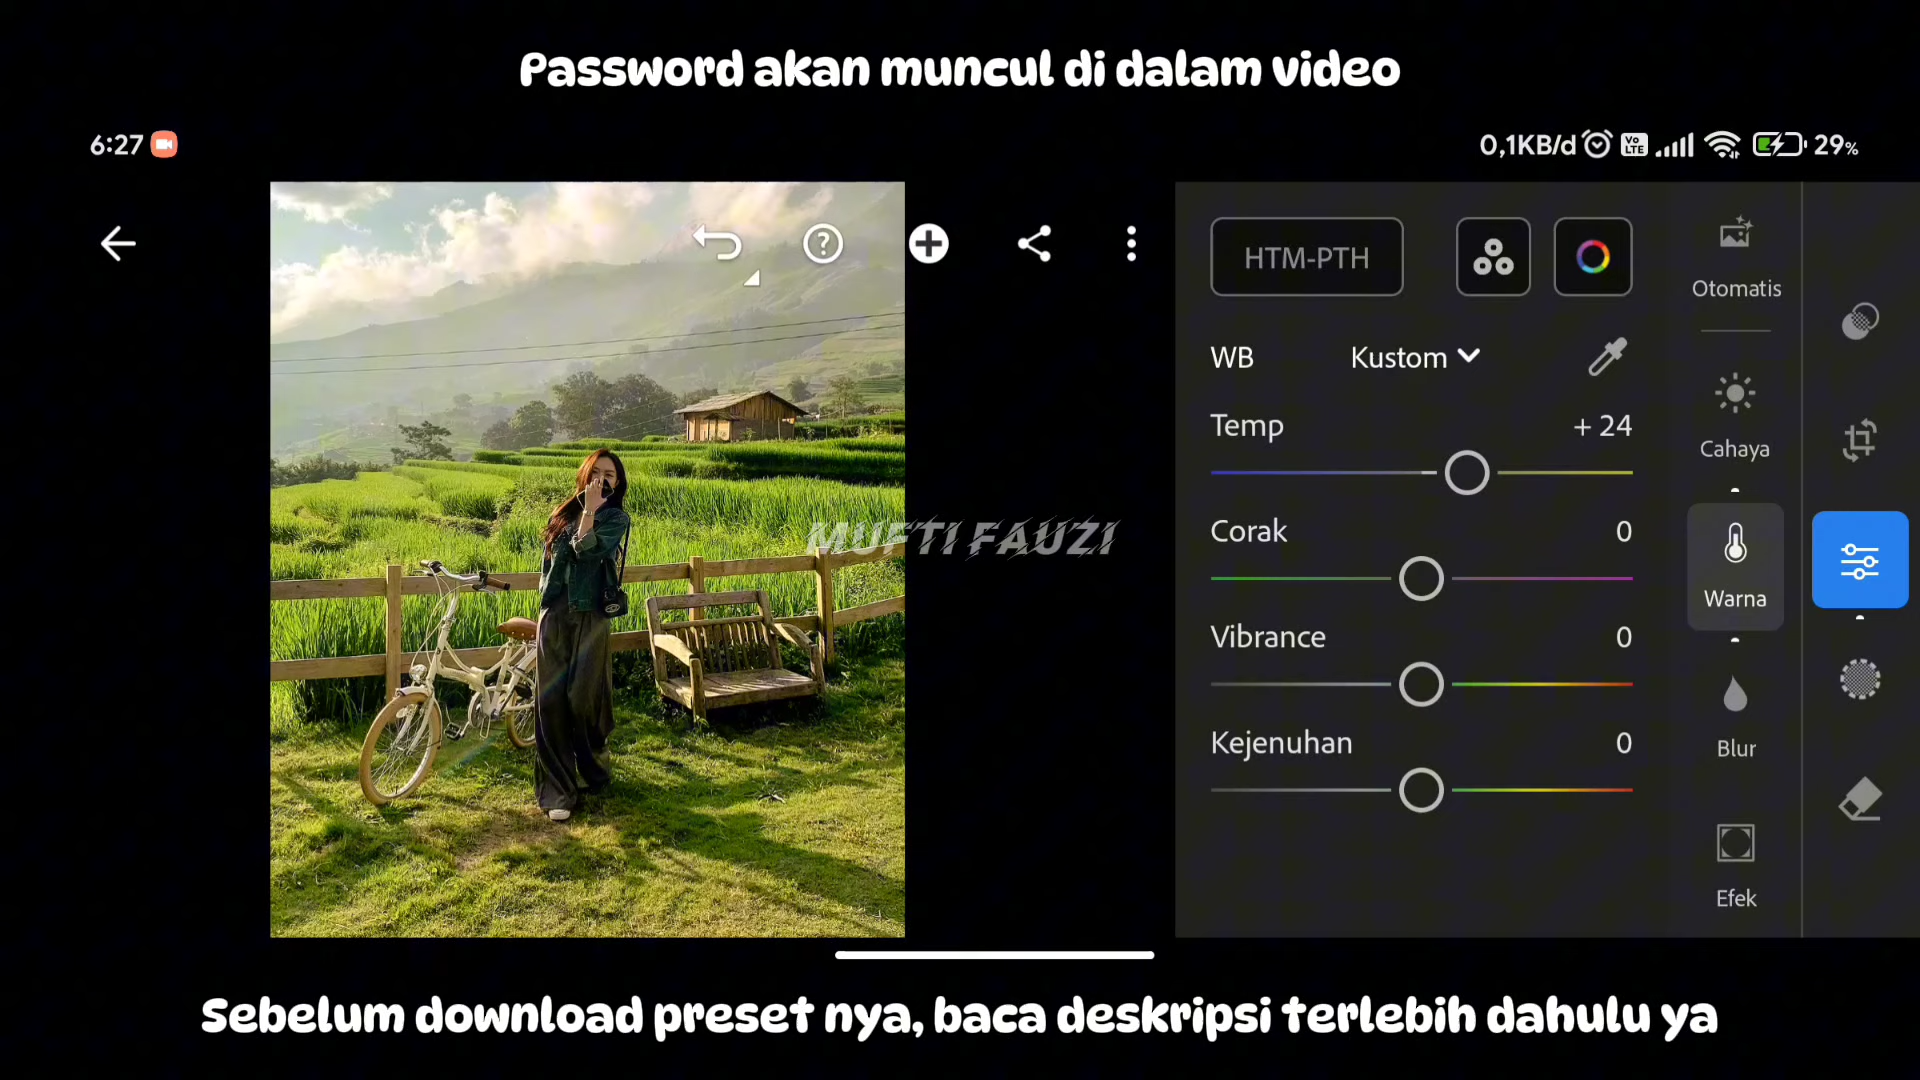 Password akan muncul di dalam video
6:27
0,1KB/d Vo LTE 29%
HTM-PTH
Otomatis
WB Kustom
Temp + 24
Cahaya
Corak 0
MUFTI FAUZI
Warna
Vibrance 0
Kejenuhan 0
Blur
Efek
Sebelum download preset nya, baca deskripsi terlebih dahulu ya